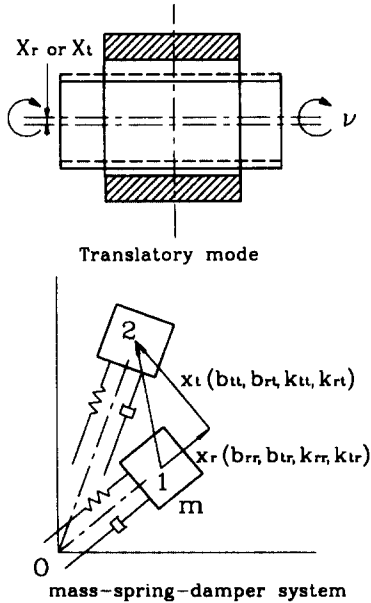 Xr or Xt
ν
Translatory mode
2
xt (btt, brt, ktt, krt)
xr (brr, btr, krr, ktr)
1
m
O
mass-spring-damper system